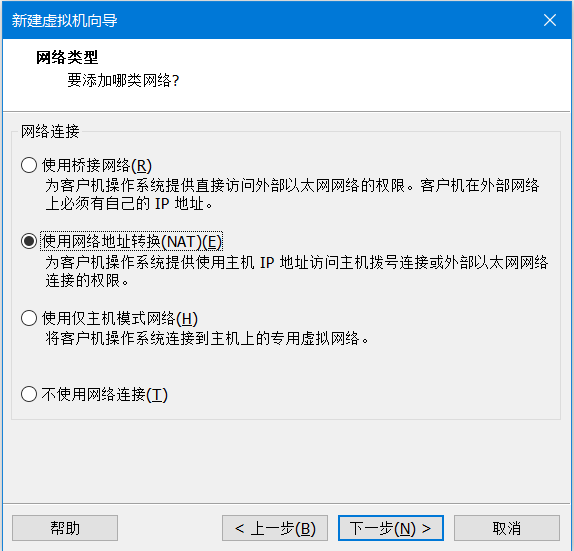 新建虚拟机向导
网络类型
要添加哪类网络?
网络连接
使用桥接网络(R)
为客户机操作系统提供直接访问外部以太网网络的权限。客户机在外部网络
上必须有自己的 IP 地址。
使用网络地址转换(NAT)(E)
为客户机操作系统提供使用主机 IP 地址访问主机拨号连接或外部以太网网络
连接的权限。
使用仅主机模式网络(H)
将客户机操作系统连接到主机上的专用虚拟网络。
不使用网络连接(T)
帮助
< 上一步(B)
下一步(N) >
取消